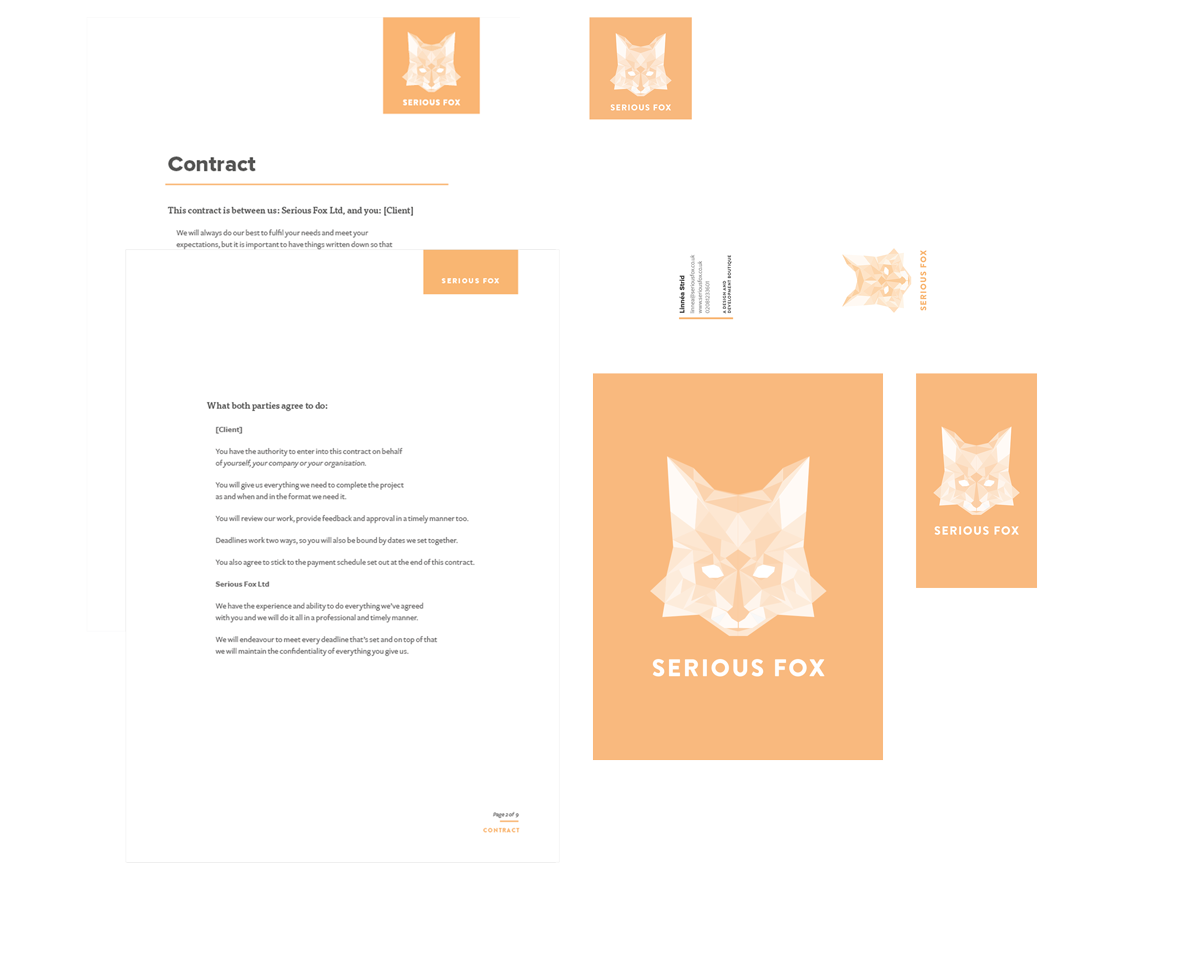 SERIOUS FOX
SERIOUS FOX
Contract
This contract is between us: Serious Fox Ltd, and you: [Client]
We will always do our best to fulfil your needs and meet your
expectations, but it is important to have things written down so that
SERIOUS FOX
What both parties agree to do:
[Client]
You have the authority to enter into this contract on behalf
of yourself, your company or your organisation.
You will give us everything we need to complete the project
as and when and in the format we need it.
You will review our work, provide feedback and approval in a timely manner too.
Deadlines work two ways, so you will also be bound by dates we set together.
You also agree to stick to the payment schedule set out at the end of this contract.
Serious Fox Ltd
We have the experience and ability to do everything we've agreed
with you and we will do it all in a professional and timely manner.
We will endeavour to meet every deadline that's set and on top of that
we will maintain the confidentiality of everything you give us.
Page 2 of 9
CONTRACT
Linnéa Strid
linnea@seriousfox.co.uk
www.seriousfox.co.uk
02081233601
A DESIGN AND
DEVELOPMENT BOUTIQUE
SERIOUS FOX
SERIOUS FOX
SERIOUS FOX